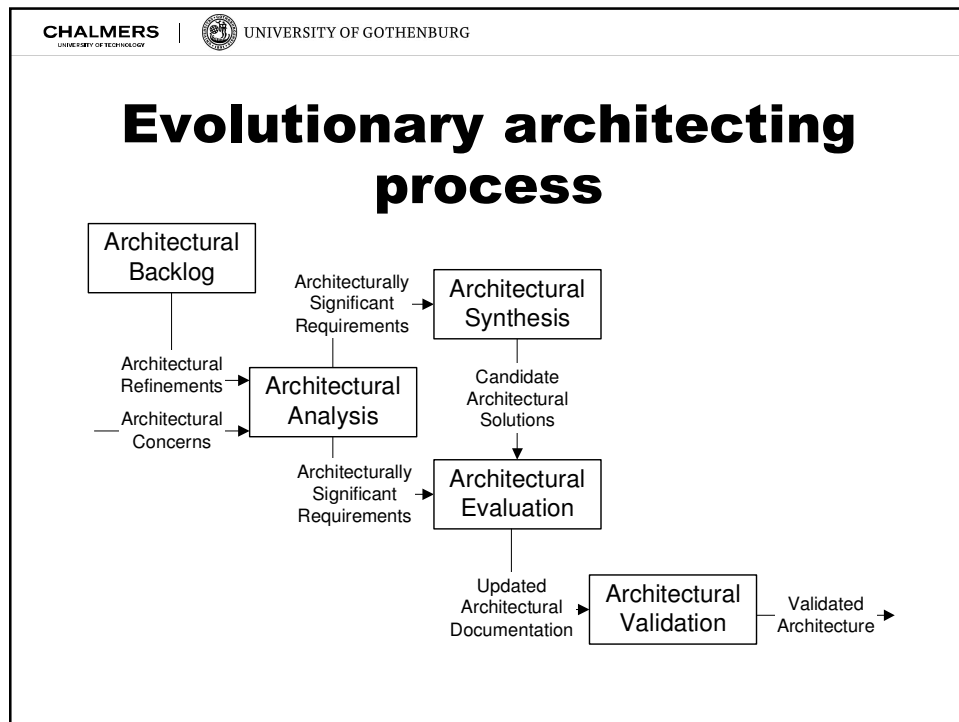 CHALMERS
UNIVERSITY OF TECHNOLOGY
UNIVERSITY OF GOTHENBURG
Evolutionary architecting
process
Architectural
Backlog
Architectural
Refinements
Architectural
Concerns
Architectural
Analysis
Architecturally
Significant
Requirements
Architectural
Synthesis
Candidate
Architectural
Solutions
Architecturally
Significant
Requirements
Architectural
Evaluation
Updated
Architectural
Documentation
Architectural
Validation
Validated
Architecture